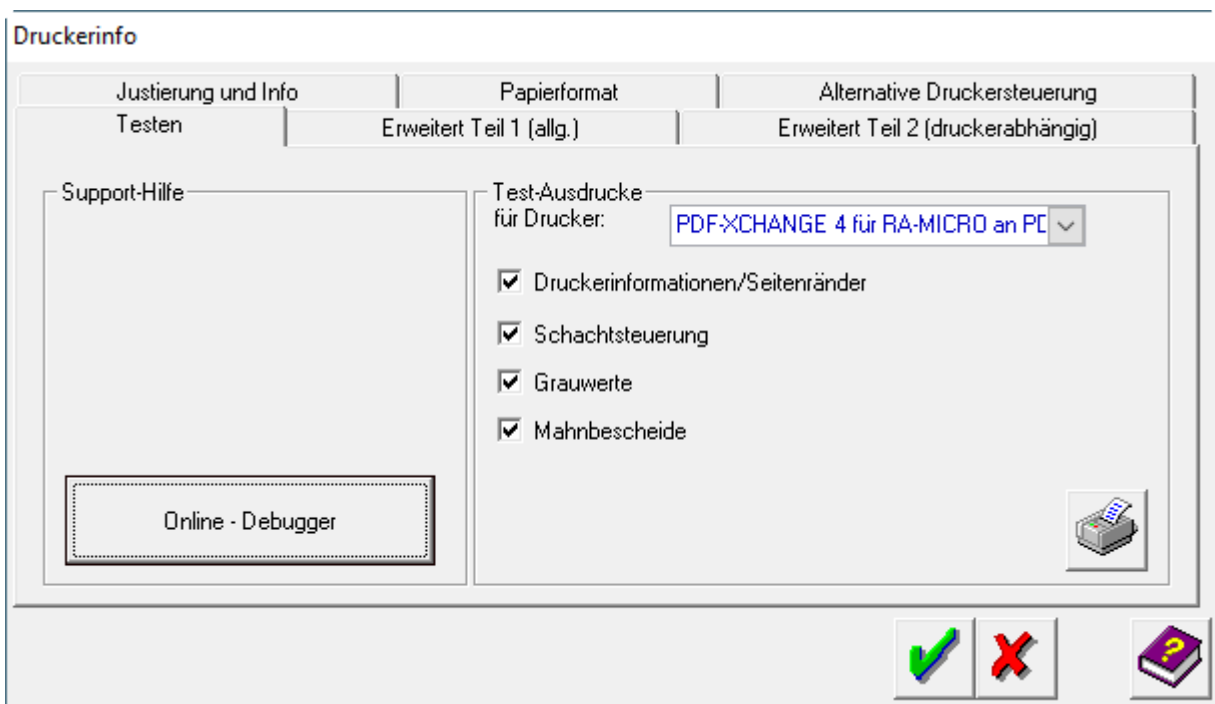 Druckerinfo
Justierung und Info
Papierformat
Alternative Druckersteuerung
Testen
Erweitert Teil 1 (allg.)
Erweitert Teil 2 (druckerabhängig)
Support-Hilfe
Online - Debugger
Test-Ausdrucke
für Drucker:
PDF-XCHANGE 4 für RA-MICRO an PD
Druckerinformationen/Seitenränder
Schachtsteuerung
Grauwerte
Mahnbescheide
?